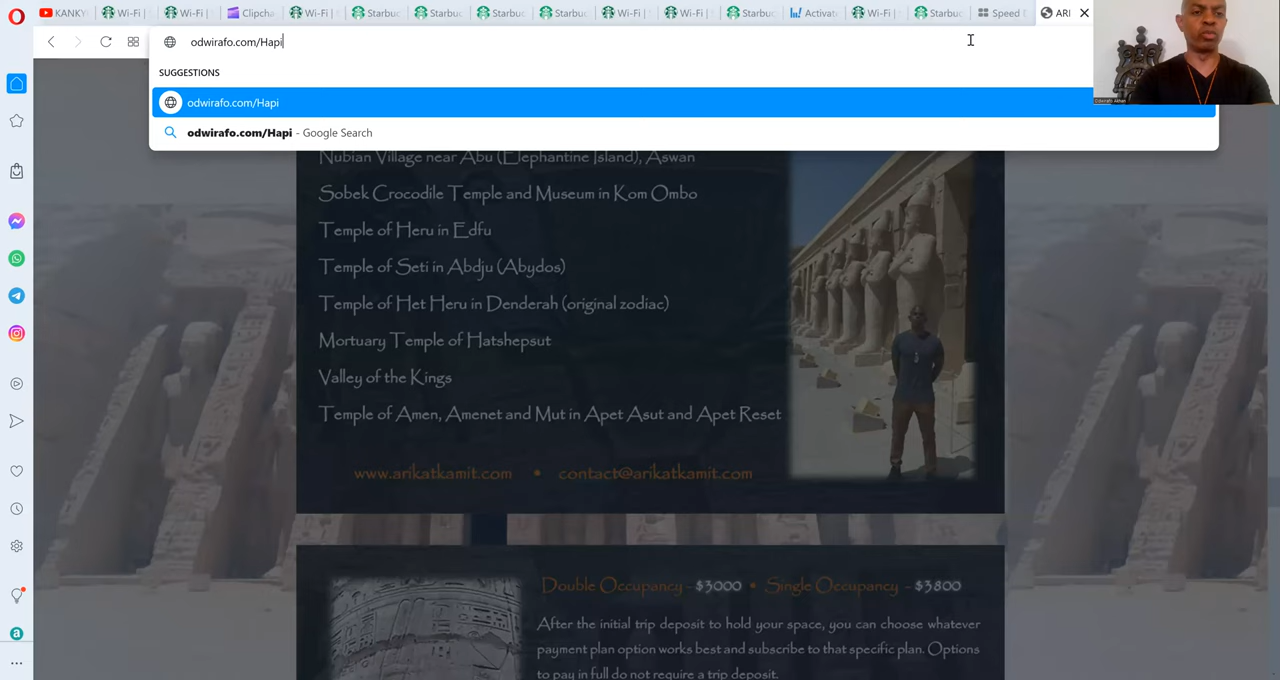 KANKY
Wi-Fi |
Wi-Fi |
Clipcha
Wi-Fi |
Starbuc
Starbuc
Starbuc
Starbuc
Wi-Fi |
Wi-Fi |
Starbuc
Activat
Wi-Fi |
Starbuc
Speed
ARI
odwirafo.com/Hapi
SUGGESTIONS
odwirafo.com/Hapi
odwirafo.com/Hapi - Google Search
Nubian Village near Abu (Elephantine Island), Aswan
Sobek Crocodile Temple and Museum in Kom Ombo
Temple of Heru in Edfu
Temple of Seti in Abdju (Abydos)
Temple of Het Heru in Denderah (original zodiac)
Mortuary Temple of Hatshepsut
Valley of the Kings
Temple of Amen, Amenet and Mut in Apet Asut and Apet Reset
www.arikatkamit.com • contact@arikatkamit.com
Double Occupancy - $3000 • Single Occupancy - $3800
After the initial trip deposit to hold your space, you can choose whatever
payment plan option works best and subscribe to that specific plan. Options
to pay in full do not require a trip deposit.
Odwirafo Akhan